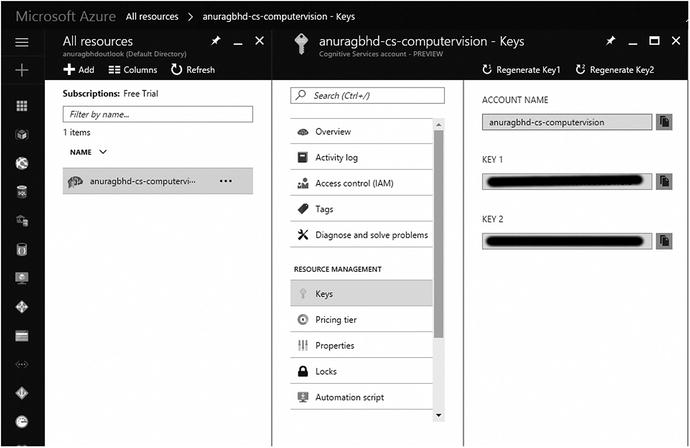 Microsoft Azure All resources > anuragbhd-cs-computervision - Keys
All resources
anuragbhdoutlook (Default Directory)
Add Columns Refresh
Subscriptions: Free Trial
Filter by name...
1 items
NAME
anuragbhd-cs-computervi··· ···
anuragbhd-cs-computervision - Keys
Cognitive Services account - PREVIEW
Search (Ctrl+/)
Overview
Activity log
Access control (IAM)
Tags
Diagnose and solve problems
RESOURCE MANAGEMENT
Keys
Pricing tier
Properties
Locks
Automation script
Regenerate Key1 Regenerate Key2
ACCOUNT NAME
anuragbhd-cs-computervision
KEY 1
KEY 2